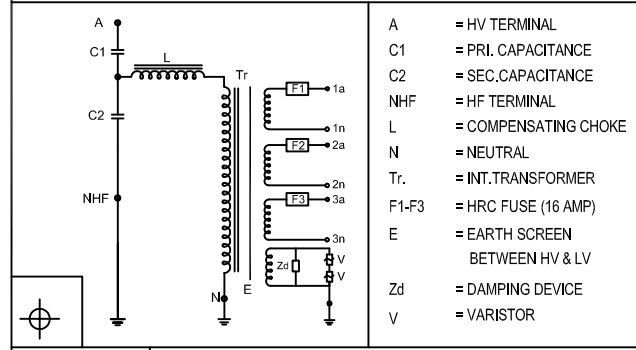 A
C1
L
Tr
C2
NHF
N
E
F1
1a
1n
F2
2a
2n
F3
3a
3n
Zd
V
V
A = HV TERMINAL
C1 = PRI. CAPACITANCE
C2 = SEC.CAPACITANCE
NHF = HF TERMINAL
L = COMPENSATING CHOKE
N = NEUTRAL
Tr. = INT.TRANSFORMER
F1-F3 = HRC FUSE (16 AMP)
E = EARTH SCREEN
BETWEEN HV & LV
Zd = DAMPING DEVICE
V = VARISTOR